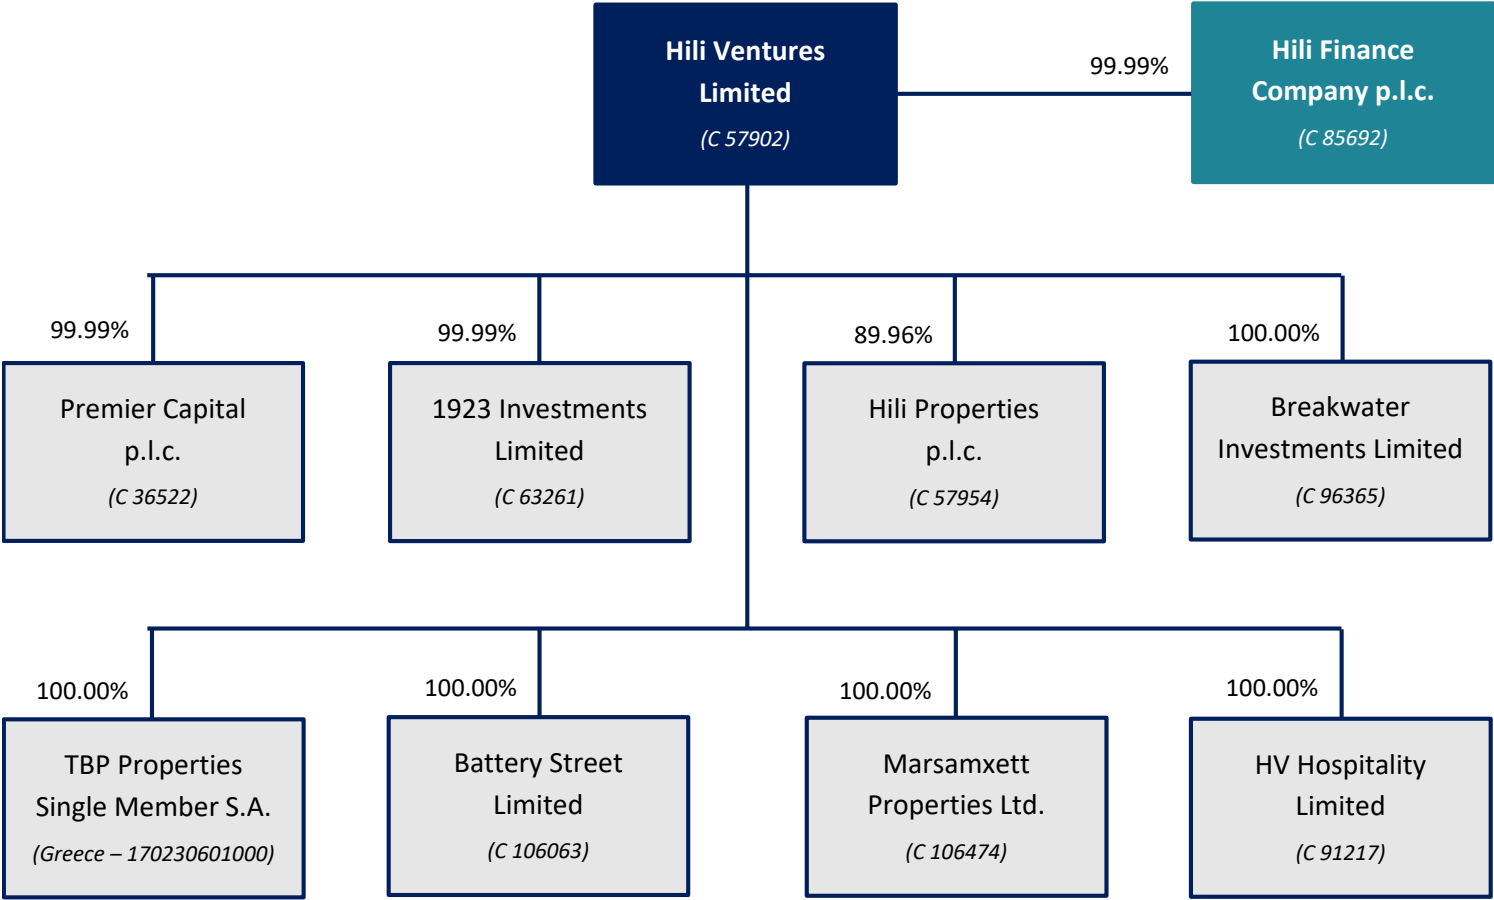 Hili Ventures
Limited
(C 57902)
99.99%
Hili Finance
Company p.l.c.
(C 85692)
99.99%
Premier Capital
p.l.c.
(C 36522)
99.99%
1923 Investments
Limited
(C 63261)
89.96%
Hili Properties
p.l.c.
(C 57954)
100.00%
Breakwater
Investments Limited
(C 96365)
100.00%
TBP Properties
Single Member S.A.
(Greece – 170230601000)
100.00%
Battery Street
Limited
(C 106063)
100.00%
Marsamxett
Properties Ltd.
(C 106474)
100.00%
HV Hospitality
Limited
(C 91217)